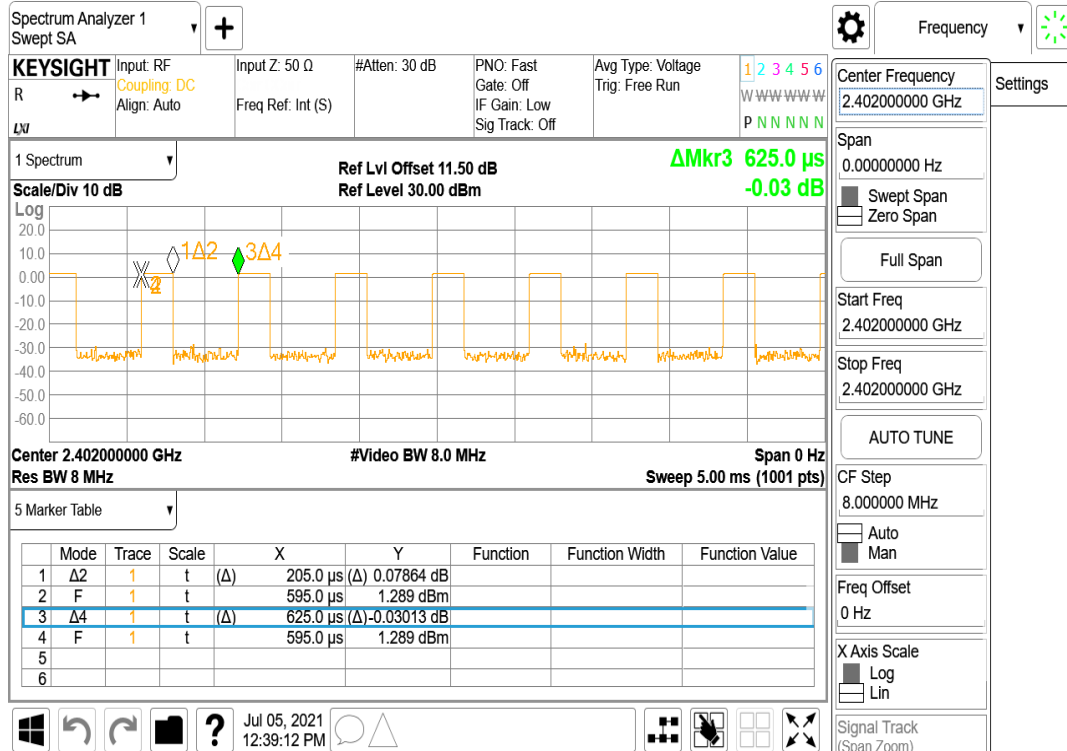 Spectrum Analyzer 1
Swept SA
+
Frequency
KEYSIGHT
R
LXI
Input: RF
Coupling: DC
Align: Auto
Input Z: 50 Ω
Freq Ref: Int (S)
#Atten: 30 dB
PNO: Fast
Gate: Off
IF Gain: Low
Sig Track: Off
Avg Type: Voltage
Trig: Free Run
1 2 3 4 5 6
W W W W W W
P N N N N N
1 Spectrum
Scale/Div 10 dB
Ref Lvl Offset 11.50 dB
Ref Level 30.00 dBm
ΔMkr3 625.0 µs
-0.03 dB
Log
20.0
10.0
0.00
-10.0
-20.0
-30.0
-40.0
-50.0
-60.0
1Δ2
3Δ4
Center 2.402000000 GHz
#Video BW 8.0 MHz
Span 0 Hz
Res BW 8 MHz
Sweep 5.00 ms (1001 pts)
5 Marker Table
Mode Trace Scale X Y Function Function Width Function Value
1 Δ2 1 t (Δ) 205.0 µs (Δ) 0.07864 dB
2 F 1 t 595.0 µs 1.289 dBm
3 Δ4 1 t (Δ) 625.0 µs (Δ) -0.03013 dB
4 F 1 t 595.0 µs 1.289 dBm
5
6
?
Jul 05, 2021
12:39:12 PM
Center Frequency
2.402000000 GHz
Span
0.00000000 Hz
Swept Span
Zero Span
Full Span
Start Freq
2.402000000 GHz
Stop Freq
2.402000000 GHz
AUTO TUNE
CF Step
8.000000 MHz
Auto
Man
Freq Offset
0 Hz
X Axis Scale
Log
Lin
Signal Track
(Span Zoom)
Settings